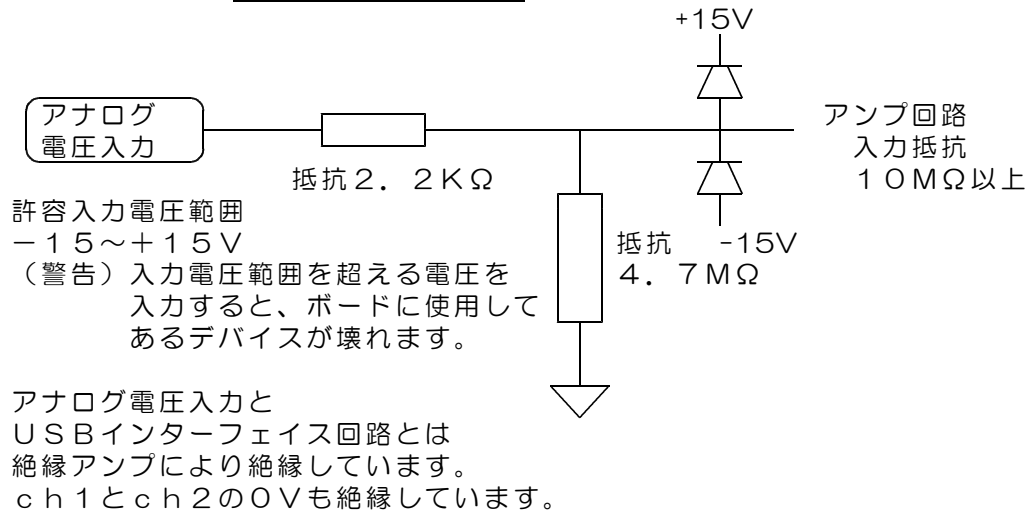 +15V
アナログ
電圧入力
アンプ回路
入力抵抗
10MΩ以上
抵抗2.2KΩ
許容入力電圧範囲
-15~+15V
抵抗 -15V
4.7MΩ
(警告)入力電圧範囲を超える電圧を
入力すると、ボードに使用して
あるデバイスが壊れます。
アナログ電圧入力と
USBインターフェイス回路とは
絶縁アンプにより絶縁しています。
ch1とch2の0Vも絶縁しています。